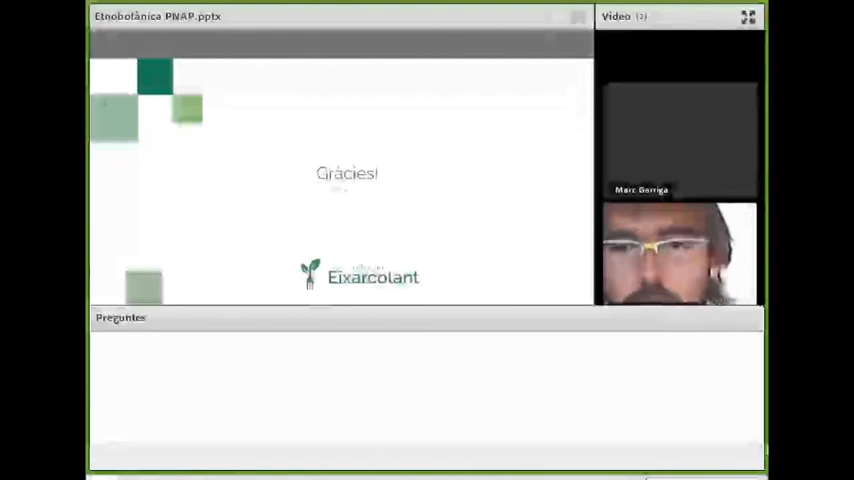 Etnobotànica PNAP.pptx
Vídeo (2)
Gràcies!
Marc Garriga
Eixarcolant
Preguntes